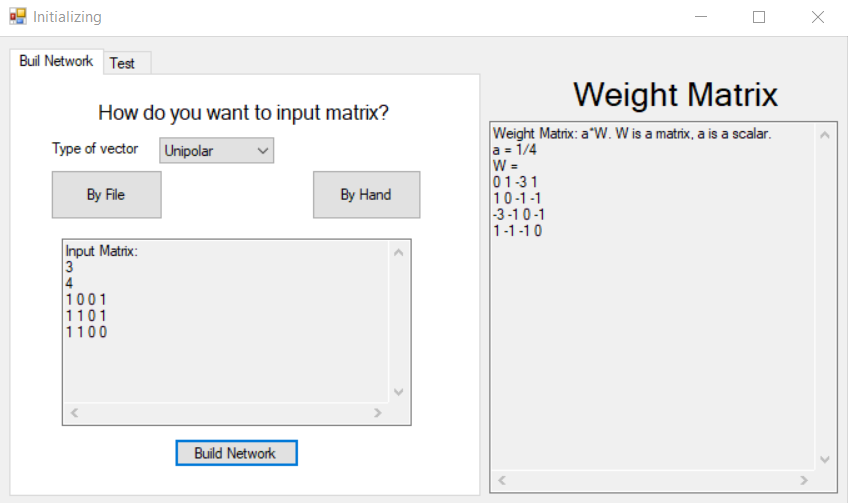 Initializing
Buil Network
Test
How do you want to input matrix?
Type of vector
Unipolar
By File
By Hand
Input Matrix:
3
4
1 0 0 1
1 1 0 1
1 1 0 0
Build Network
Weight Matrix
Weight Matrix: a*W. W is a matrix, a is a scalar.
a = 1/4
W =
0 1 -3 1
1 0 -1 -1
-3 -1 0 -1
1 -1 -1 0